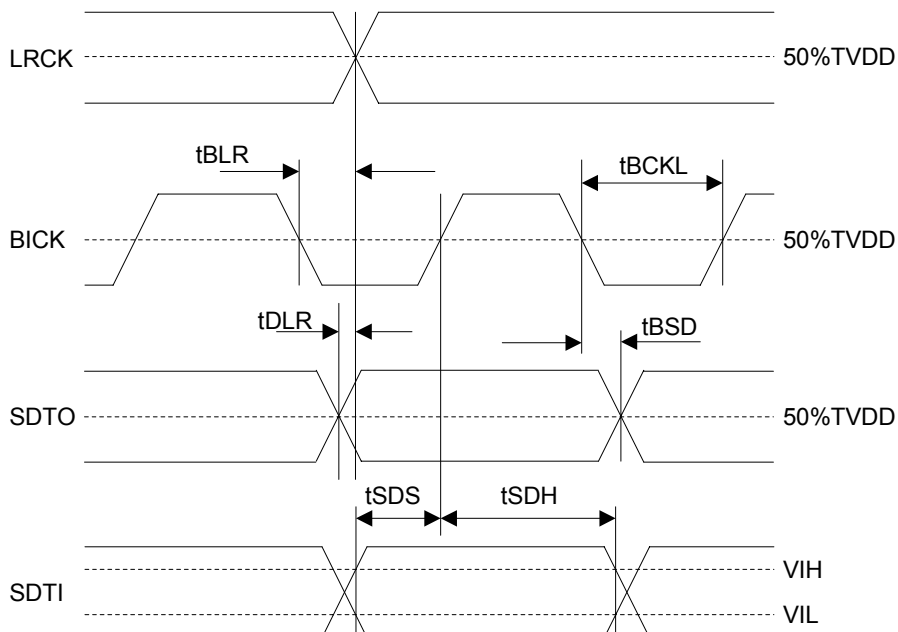 LRCK 50%TVDD
tBLR tBCKL
BICK 50%TVDD
tDLR tBSD
SDTO 50%TVDD
tSDS tSDH
VIH
SDTI
VIL